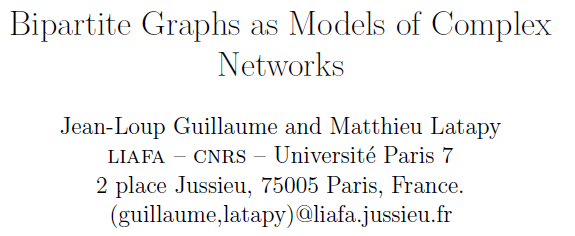 Bipartite Graphs as Models of Complex
Networks
Jean-Loup Guillaume and Matthieu Latapy
LIAFA – CNRS – Université Paris 7
2 place Jussieu, 75005 Paris, France.
(guillaume,latapy)@liafa.jussieu.fr